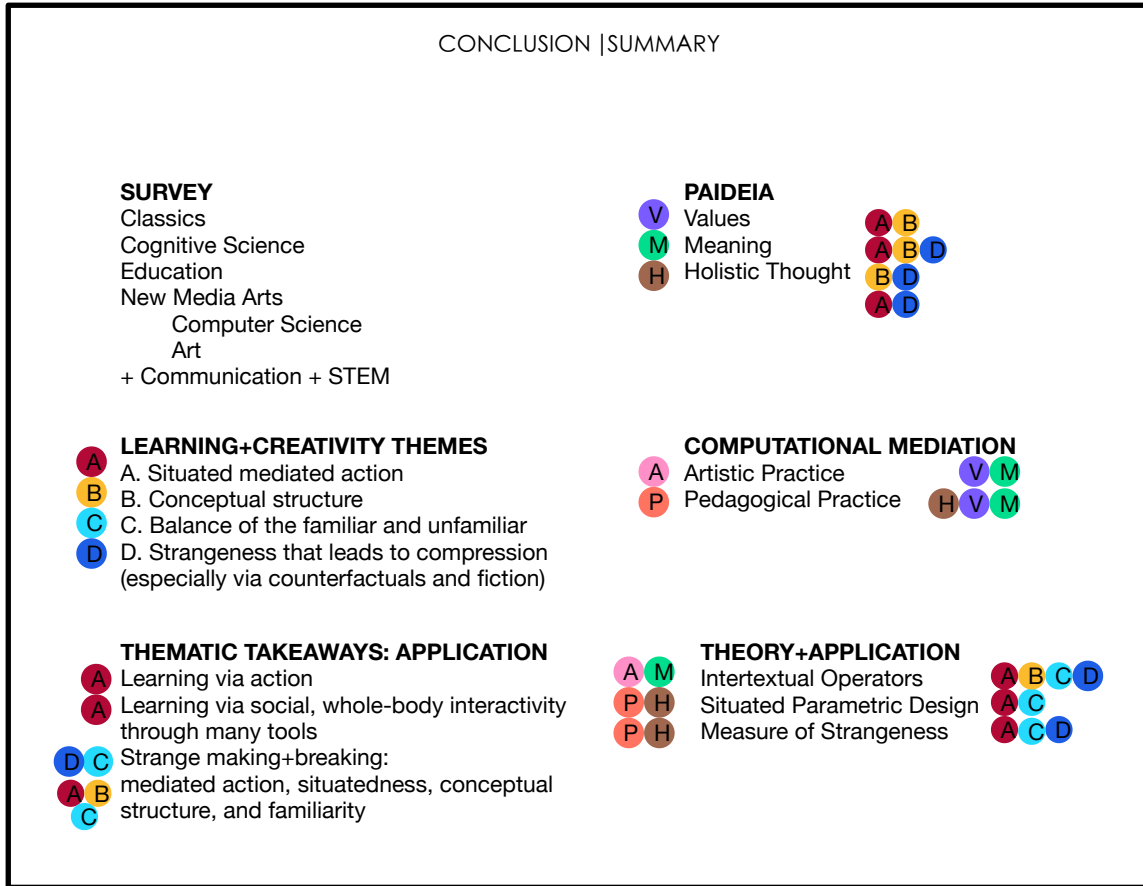 CONCLUSION |SUMMARY
SURVEY
Classics
Cognitive Science
Education
New Media Arts
Computer Science
Art
+ Communication + STEM
PAIDEIA
V Values A B
M Meaning A B D
H Holistic Thought B D
A D
LEARNING+CREATIVITY THEMES
A A. Situated mediated action
B B. Conceptual structure
C C. Balance of the familiar and unfamiliar
D D. Strangeness that leads to compression
(especially via counterfactuals and fiction)
COMPUTATIONAL MEDIATION
A Artistic Practice V M
P Pedagogical Practice H V M
THEMATIC TAKEAWAYS: APPLICATION
A Learning via action
A Learning via social, whole-body interactivity
through many tools
D C Strange making+breaking:
A B mediated action, situatedness, conceptual
C structure, and familiarity
THEORY+APPLICATION
A M Intertextual Operators A B C D
P H Situated Parametric Design A C
P H Measure of Strangeness A C D